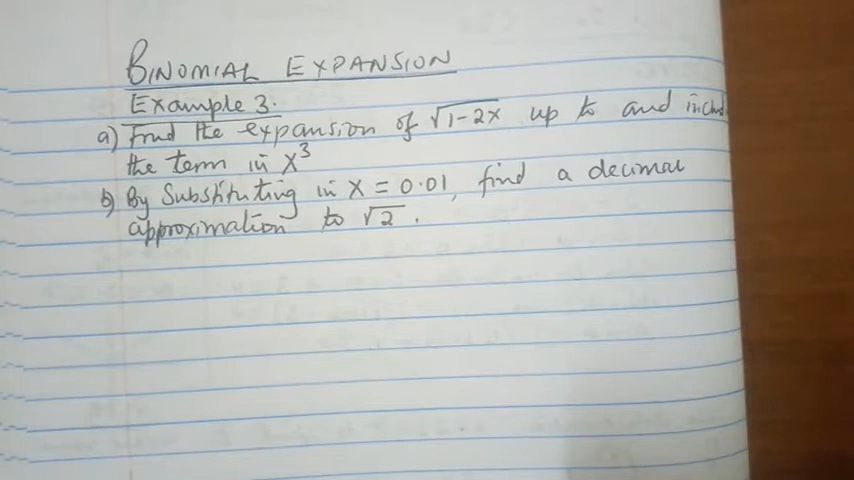 BINOMIAL EXPANSION
Example 3.
a) Find the expansion of √1-2x up to and includ
the term in x³
b) By Substituting in x = 0.01, find a decimal
approximation to √2.